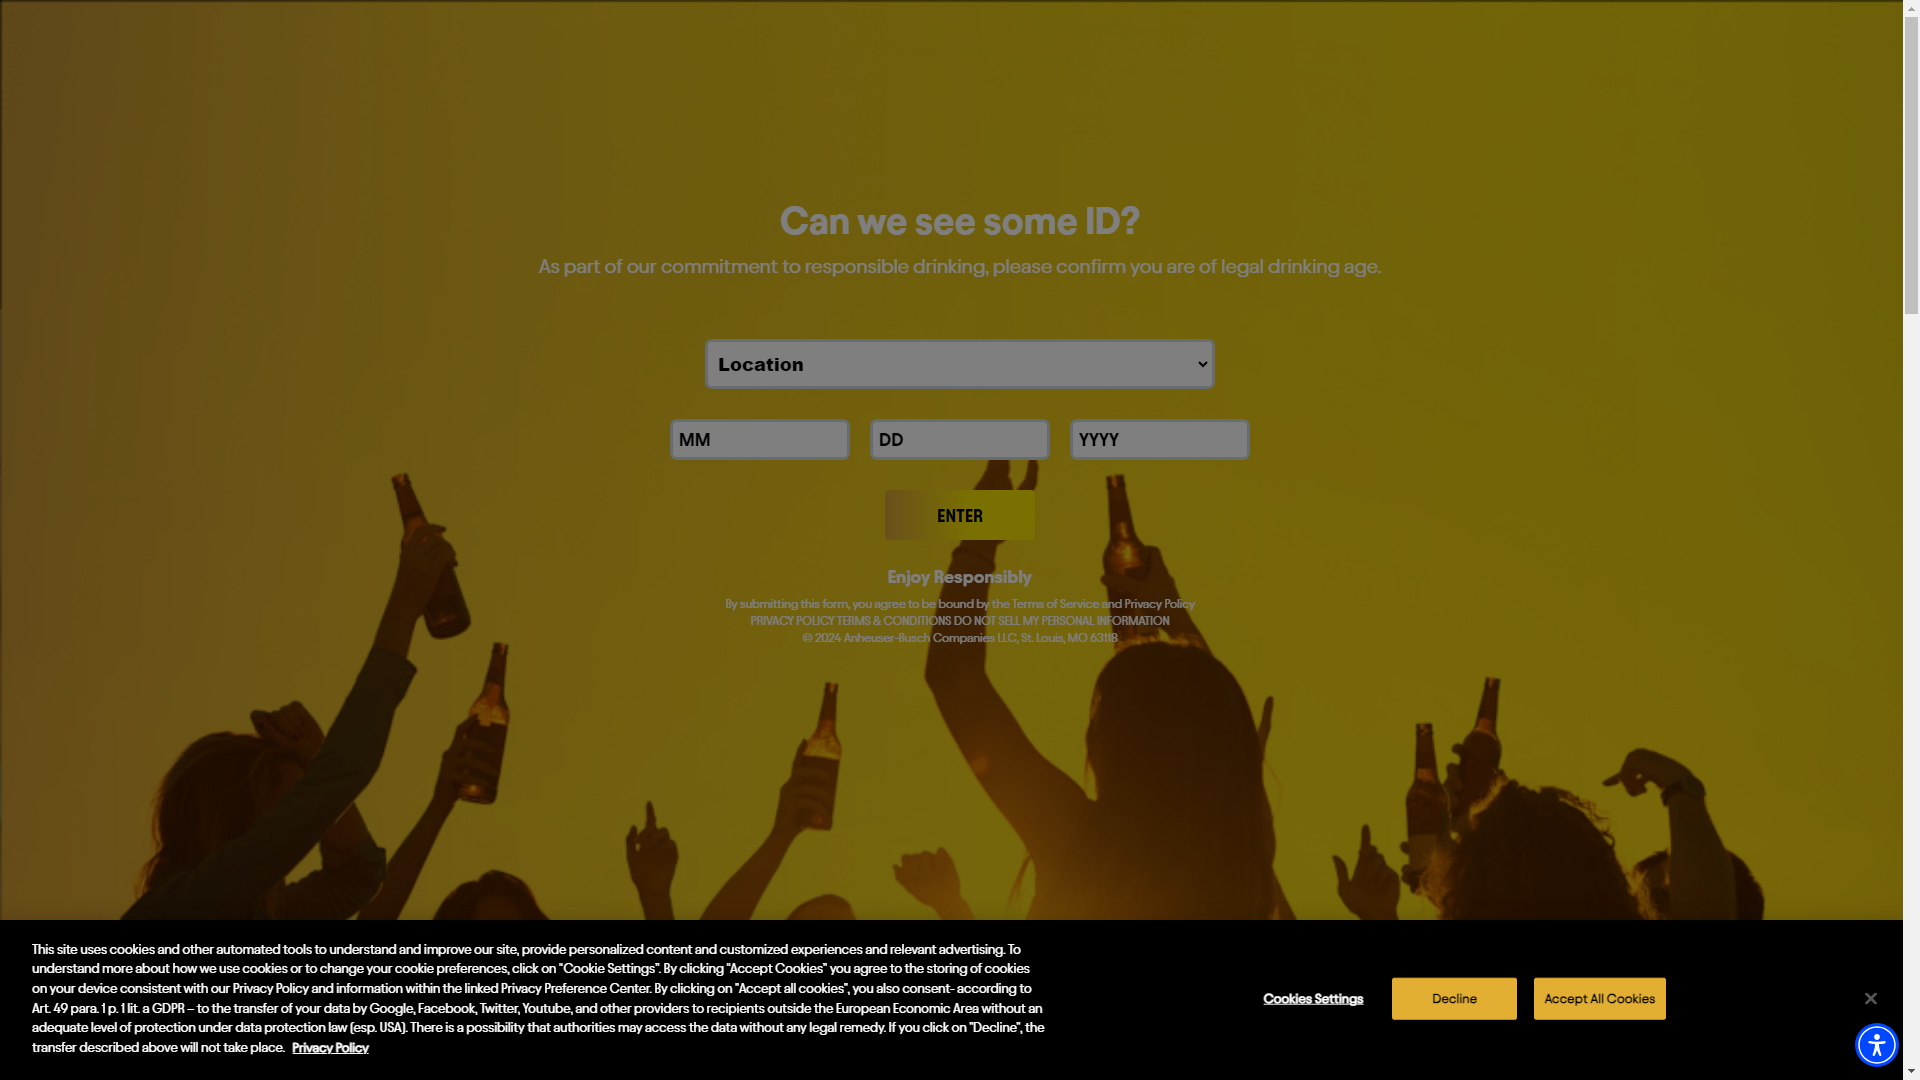 Can we see some ID?
As part of our commitment to responsible drinking, please confirm you are of legal drinking age.
Location
MM DD YYYY
ENTER
Enjoy Responsibly
By submitting this form, you agree to be bound by the Terms of Service and Privacy Policy
PRIVACY POLICY TERMS & CONDITIONS DO NOT SELL MY PERSONAL INFORMATION
© 2024 Anheuser-Busch Companies LLC, St. Louis, MO 63118
This site uses cookies and other automated tools to understand and improve our site, provide personalized content and customized experiences and relevant advertising. To
understand more about how we use cookies or to change your cookie preferences, click on "Cookie Settings". By clicking "Accept Cookies" you agree to the storing of cookies
on your device consistent with our Privacy Policy and information within the linked Privacy Preference Center. By clicking on "Accept all cookies", you also consent- according to
Art. 49 para. 1 p. 1 lit. a GDPR – to the transfer of your data by Google, Facebook, Twitter, Youtube, and other providers to recipients outside the European Economic Area without an
adequate level of protection under data protection law (esp. USA). There is a possibility that authorities may access the data without any legal remedy. If you click on "Decline", the
transfer described above will not take place. Privacy Policy
Cookies Settings
Decline
Accept All Cookies